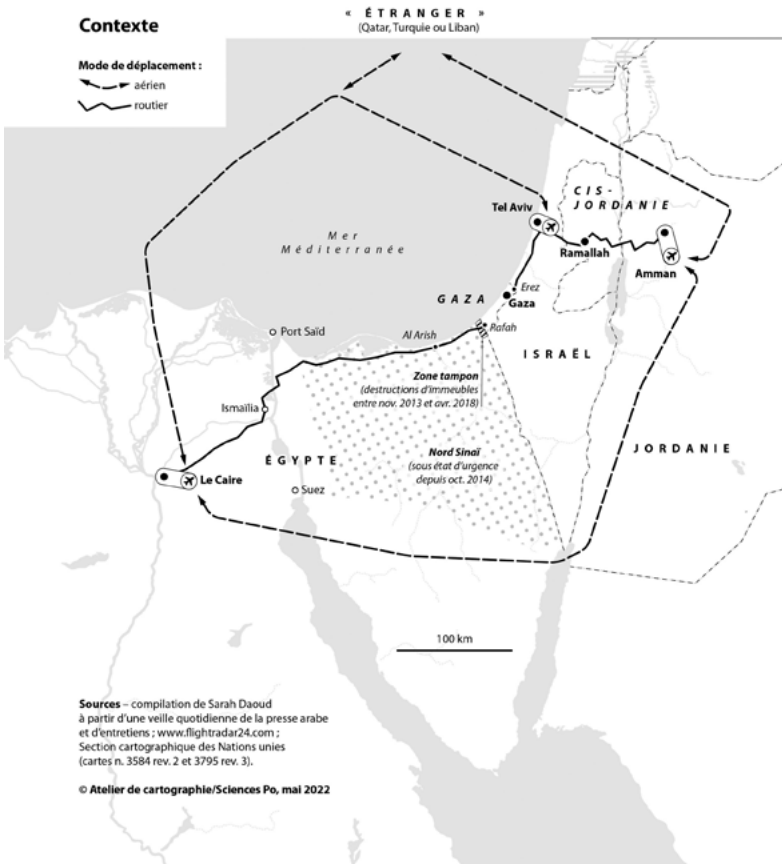 Contexte
« ÉTRANGER »
(Qatar, Turquie ou Liban)
Mode de déplacement :
aérien
routier
CIS-
JORDANIE
Tel Aviv
Mer
Méditerranée
Ramallah
Amman
Erez
GAZA
Gaza
Port Saïd
Al Arish
Rafah
ISRAËL
Zone tampon
(destructions d'immeubles
entre nov. 2013 et avr. 2018)
Ismaïlia
Nord Sinaï
(sous état d'urgence
depuis oct. 2014)
JORDANIE
ÉGYPTE
Le Caire
Suez
100 km
Sources – compilation de Sarah Daoud
à partir d'une veille quotidienne de la presse arabe
et d'entretiens ; www.flightradar24.com ;
Section cartographique des Nations unies
(cartes n. 3584 rev. 2 et 3795 rev. 3).
© Atelier de cartographie/Sciences Po, mai 2022